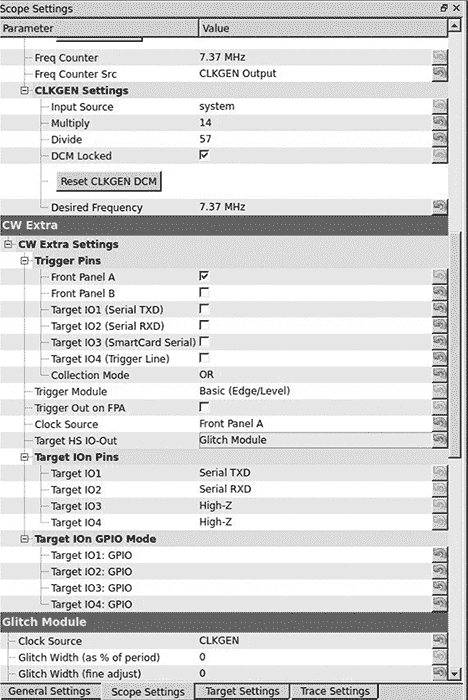 Scope Settings
Parameter Value
Freq Counter 7.37 MHz
Freq Counter Src CLKGEN Output
CLKGEN Settings
Input Source system
Multiply 14
Divide 57
DCM Locked
Reset CLKGEN DCM
Desired Frequency 7.37 MHz
CW Extra
CW Extra Settings
Trigger Pins
Front Panel A
Front Panel B
Target IO1 (Serial TXD)
Target IO2 (Serial RXD)
Target IO3 (SmartCard Serial)
Target IO4 (Trigger Line)
Collection Mode OR
Trigger Module Basic (Edge/Level)
Trigger Out on FPA
Clock Source Front Panel A
Target HS IO-Out Glitch Module
Target IOn Pins
Target IO1 Serial TXD
Target IO2 Serial RXD
Target IO3 High-Z
Target IO4 High-Z
Target IOn GPIO Mode
Target IO1: GPIO
Target IO2: GPIO
Target IO3: GPIO
Target IO4: GPIO
Glitch Module
Clock Source CLKGEN
Glitch Width (as % of period) 0
Glitch Width (fine adjust) 0
General Settings Scope Settings Target Settings Trace Settings